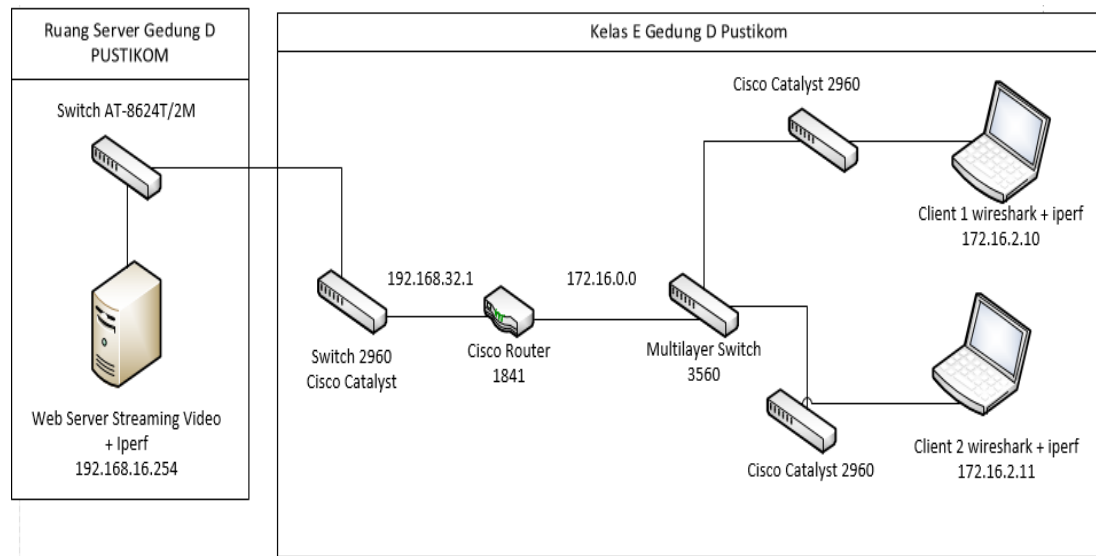 Ruang Server Gedung D
PUSTIKOM
Switch AT-8624T/2M
Web Server Streaming Video
+ Iperf
192.168.16.254
Kelas E Gedung D Pustikom
Switch 2960
Cisco Catalyst
192.168.32.1
Cisco Router
1841
172.16.0.0
Multilayer Switch
3560
Cisco Catalyst 2960
Client 1 wireshark + iperf
172.16.2.10
Cisco Catalyst 2960
Client 2 wireshark + iperf
172.16.2.11